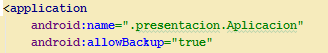 <application
android:name=".presentacion.Aplicacion"
android:allowBackup="true"